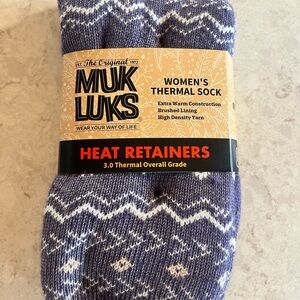 EST. The Original 1972
MUK
LUKS
WEAR YOUR WAY OF LIFE
WOMEN'S
THERMAL SOCK
Extra Warm Construction
Brushed Lining
High Density Yarn
HEAT RETAINERS
3.0 Thermal Overall Grade